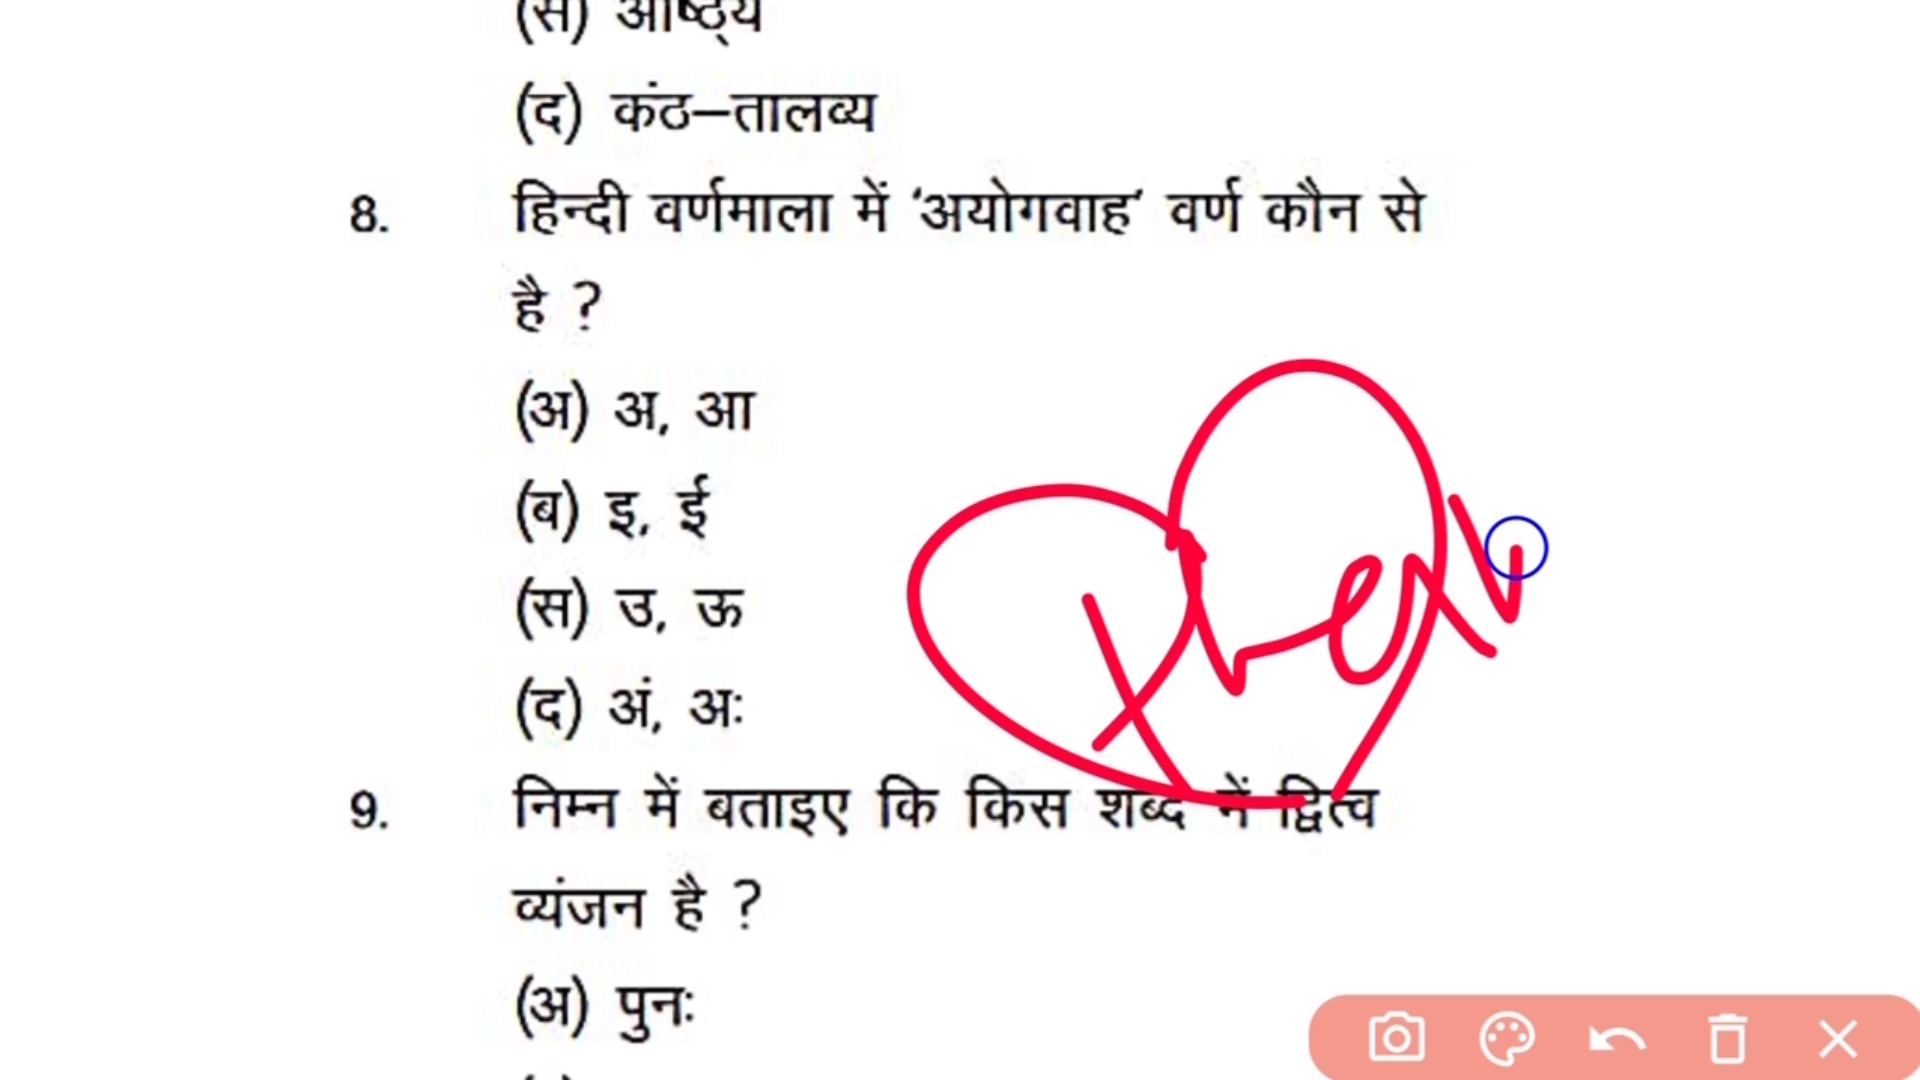 (स) ओष्ठ्य
(द) कंठ–तालव्य
8. हिन्दी वर्णमाला में ‘अयोगवाह’ वर्ण कौन से
है ?
(अ) अ, आ
(ब) इ, ई
(स) उ, ऊ
(द) अं, अः
9. निम्न में बताइए कि किस शब्द में द्वित्व
व्यंजन है ?
(अ) पुनः